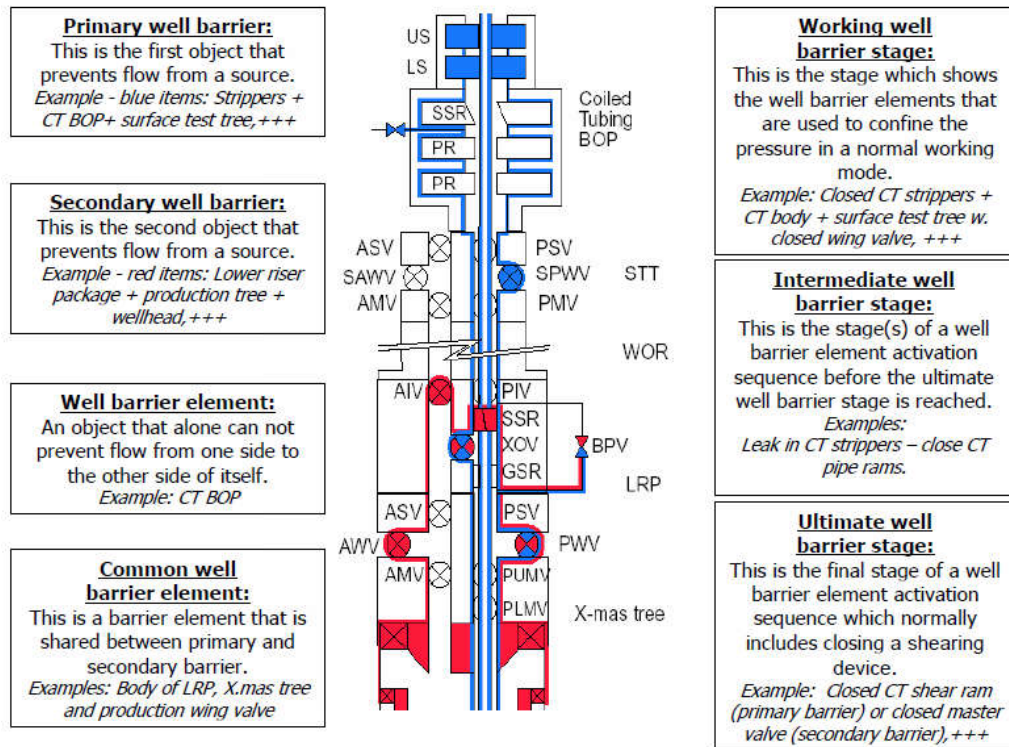 Primary well barrier:
This is the first object that
prevents flow from a source.
Example - blue items: Strippers +
CT BOP+ surface test tree,+++
Secondary well barrier:
This is the second object that
prevents flow from a source.
Example - red items: Lower riser
package + production tree +
wellhead,+++
Well barrier element:
An object that alone can not
prevent flow from one side to
the other side of itself.
Example: CT BOP
Common well
barrier element:
This is a barrier element that is
shared between primary and
secondary barrier.
Examples: Body of LRP, X.mas tree
and production wing valve
US
LS
SSR
PR
PR
Coiled
Tubing
BOP
ASV
PSV
SAWV
SPWV
STT
AMV
PMV
WOR
AIV
PIV
SSR
XOV
BPV
GSR
LRP
ASV
PSV
AWV
PWV
AMV
PUMV
PLMV
X-mas tree
Working well
barrier stage:
This is the stage which shows
the well barrier elements that
are used to confine the
pressure in a normal working
mode.
Example: Closed CT strippers +
CT body + surface test tree w.
closed wing valve, +++
Intermediate well
barrier stage:
This is the stage(s) of a well
barrier element activation
sequence before the ultimate
well barrier stage is reached.
Examples:
Leak in CT strippers – close CT
pipe rams.
Ultimate well
barrier stage:
This is the final stage of a well
barrier element activation
sequence which normally
includes closing a shearing
device.
Example: Closed CT shear ram
(primary barrier) or closed master
valve (secondary barrier),+++